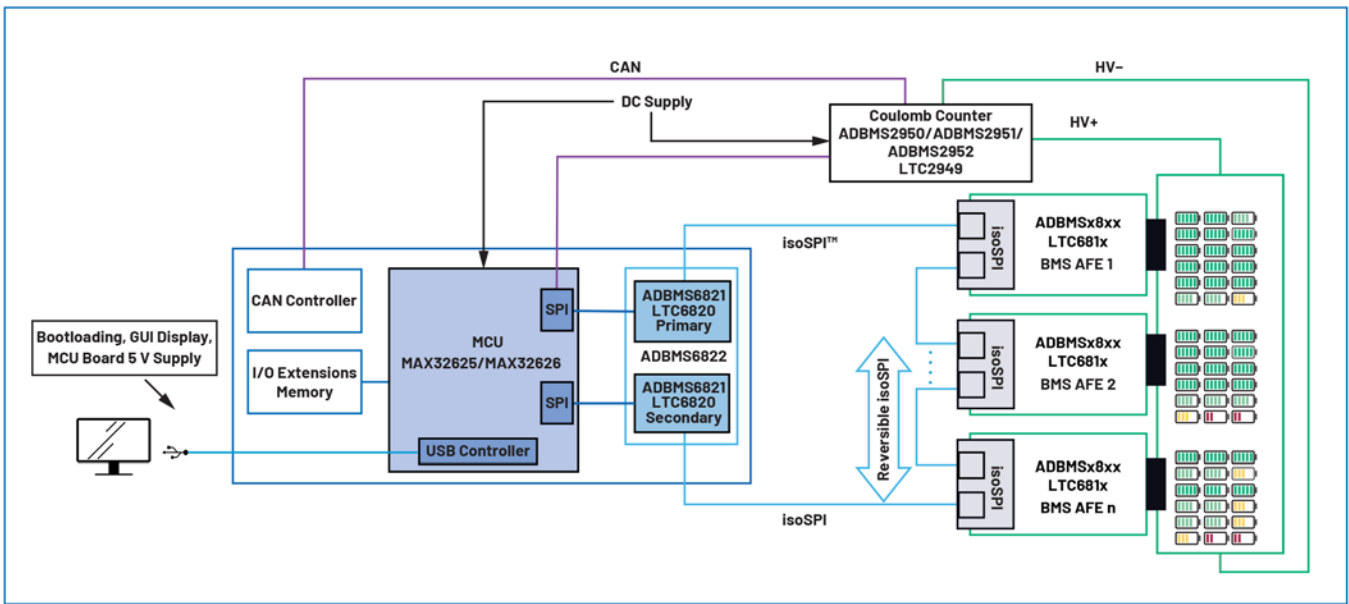 CAN
HV−
DC Supply
Coulomb Counter
ADBMS2950/ADBMS2951/
ADBMS2952
LTC2949
HV+
isoSPI™
isoSPI
ADBMSx8xx
LTC681x
BMS AFE 1
CAN Controller
I/O Extensions
Memory
MCU
MAX32625/MAX32626
SPI
SPI
USB Controller
ADBMS6821
LTC6820
Primary
ADBMS6822
ADBMS6821
LTC6820
Secondary
Bootloading, GUI Display,
MCU Board 5 V Supply
Reversible isoSPI
isoSPI
ADBMSx8xx
LTC681x
BMS AFE 2
isoSPI
ADBMSx8xx
LTC681x
BMS AFE n
isoSPI